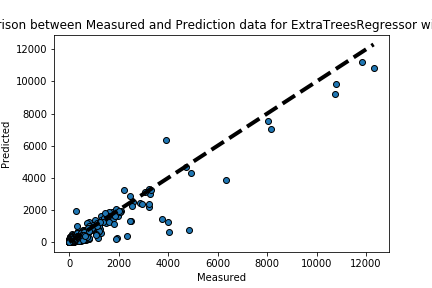 rison between Measured and Prediction data for ExtraTreesRegressor wi
12000
10000
8000
6000
4000
2000
0
Predicted
0 2000 4000 6000 8000 10000 12000
Measured